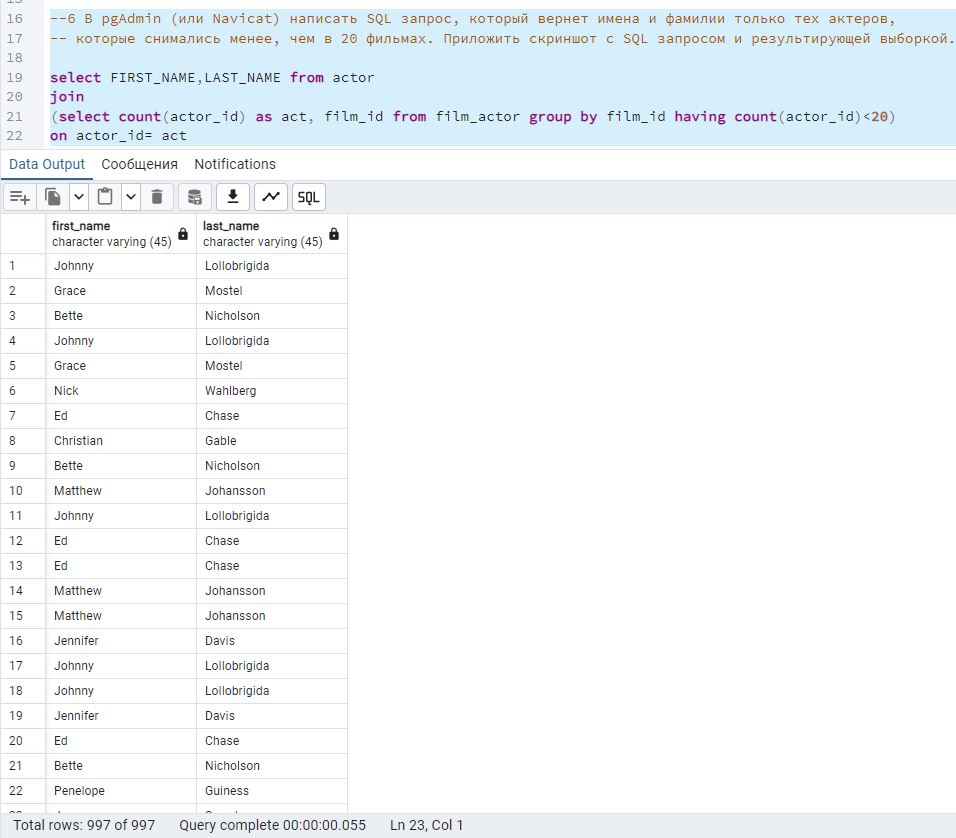 16 --6 В pgAdmin (или Navicat) написать SQL запрос, который вернет имена и фамилии только тех актеров,
17 -- которые снимались менее, чем в 20 фильмах. Приложить скриншот с SQL запросом и результирующей выборкой.
18
19 select FIRST_NAME,LAST_NAME from actor
20 join
21 (select count(actor_id) as act, film_id from film_actor group by film_id having count(actor_id)<20)
22 on actor_id= act
Data Output Сообщения Notifications
SQL
first_name last_name
character varying (45) character varying (45)
1 Johnny Lollobrigida
2 Grace Mostel
3 Bette Nicholson
4 Johnny Lollobrigida
5 Grace Mostel
6 Nick Wahlberg
7 Ed Chase
8 Christian Gable
9 Bette Nicholson
10 Matthew Johansson
11 Johnny Lollobrigida
12 Ed Chase
13 Ed Chase
14 Matthew Johansson
15 Matthew Johansson
16 Jennifer Davis
17 Johnny Lollobrigida
18 Johnny Lollobrigida
19 Jennifer Davis
20 Ed Chase
21 Bette Nicholson
22 Penelope Guiness
Total rows: 997 of 997 Query complete 00:00:00.055 Ln 23, Col 1